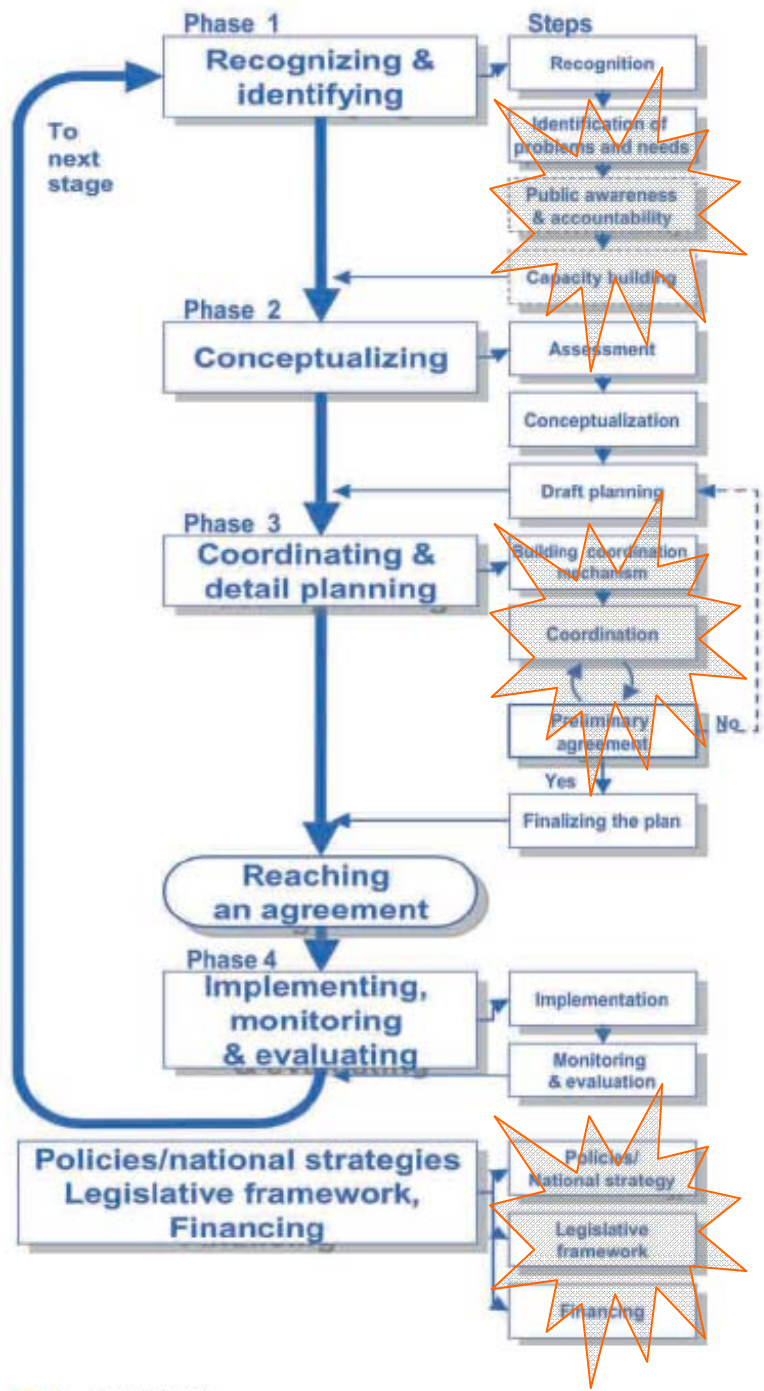 Phase 1
Steps
Recognizing &
identifying
Recognition
To
next
stage
Identification of
problems and needs
Public awareness
& accountability
Capacity building
Phase 2
Conceptualizing
Assessment
Conceptualization
Draft planning
Phase 3
Coordinating &
detail planning
Building coordination
mechanism
Coordination
Preliminary
agreement
No
Yes
Finalizing the plan
Reaching
an agreement
Phase 4
Implementing,
monitoring
& evaluating
Implementation
Monitoring
& evaluation
Policies/national strategies
Legislative framework,
Financing
Policies/
National strategy
Legislative
framework
Financing